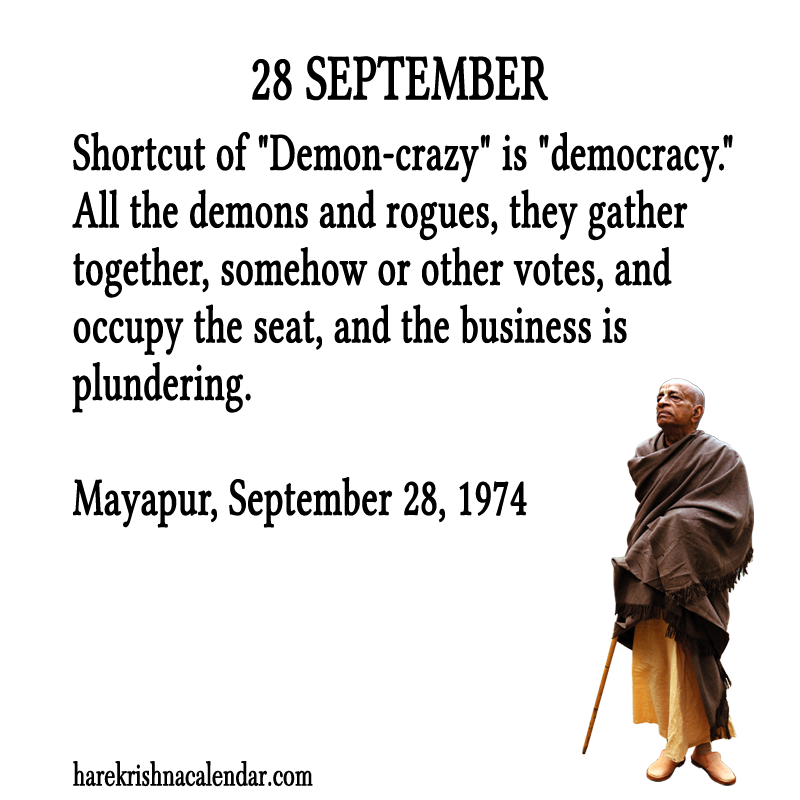 28 SEPTEMBER
Shortcut of "Demon-crazy" is "democracy."
All the demons and rogues, they gather
together, somehow or other votes, and
occupy the seat, and the business is
plundering.
Mayapur, September 28, 1974
harekrishnacalendar.com